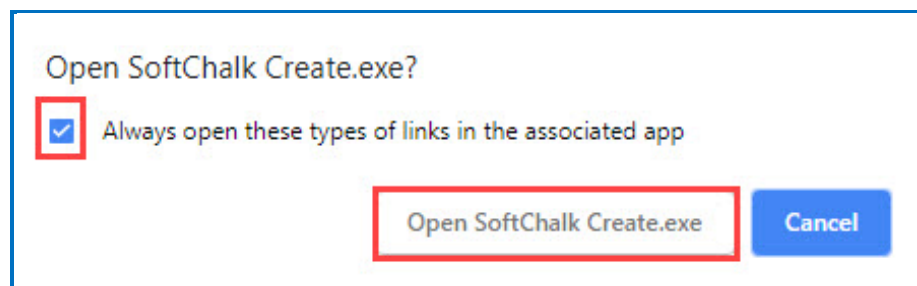 Open SoftChalk Create.exe?
Always open these types of links in the associated app
Open SoftChalk Create.exe
Cancel